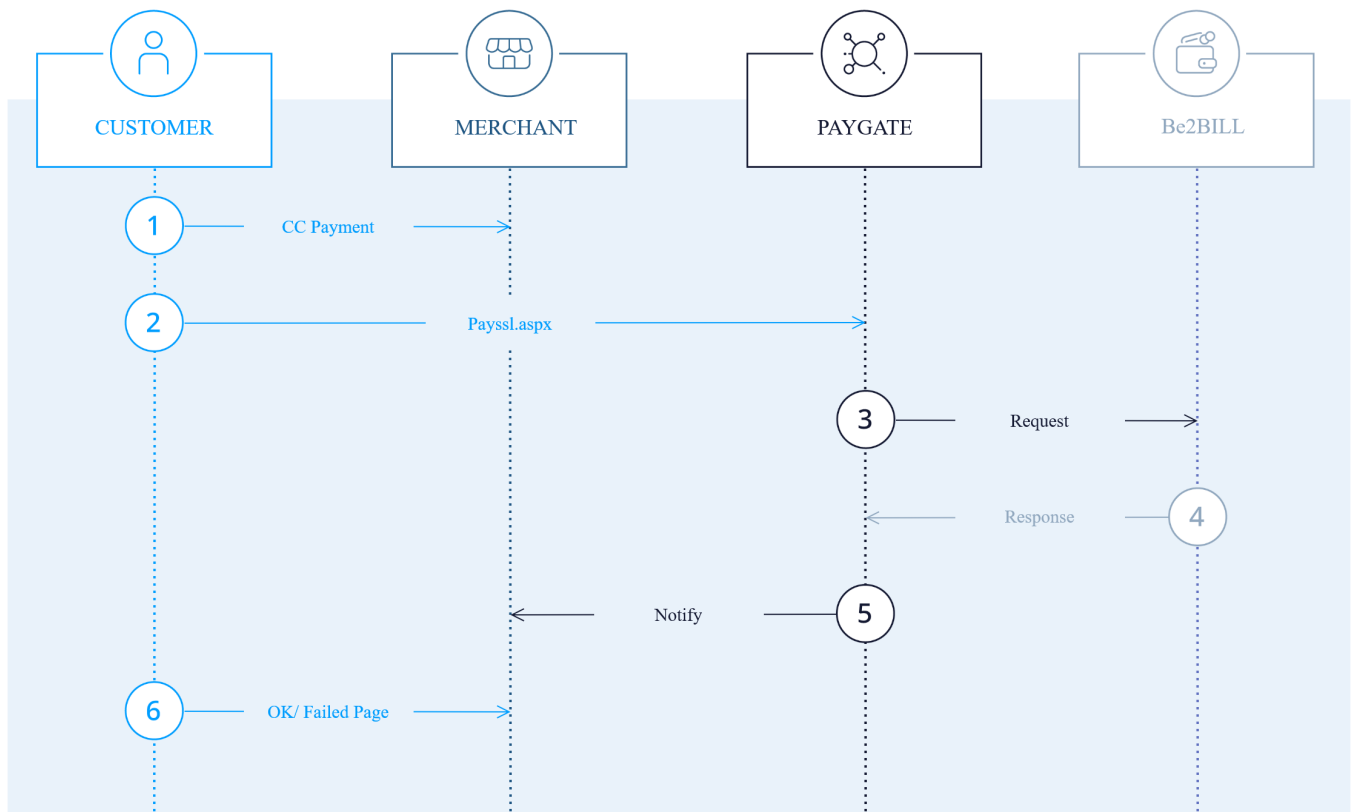 CUSTOMER
MERCHANT
PAYGATE
Be2BILL
1
CC Payment
2
Payssl.aspx
3
Request
Response
4
Notify
5
6
OK/ Failed Page